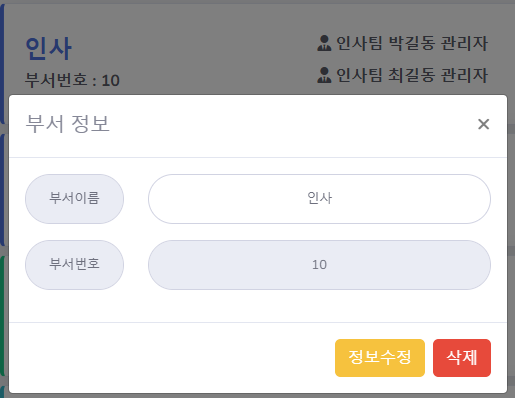 인사
부서번호 : 10
인사팀 박길동 관리자
인사팀 최길동 관리자
부서 정보
×
부서이름
인사
부서번호
10
정보수정
삭제